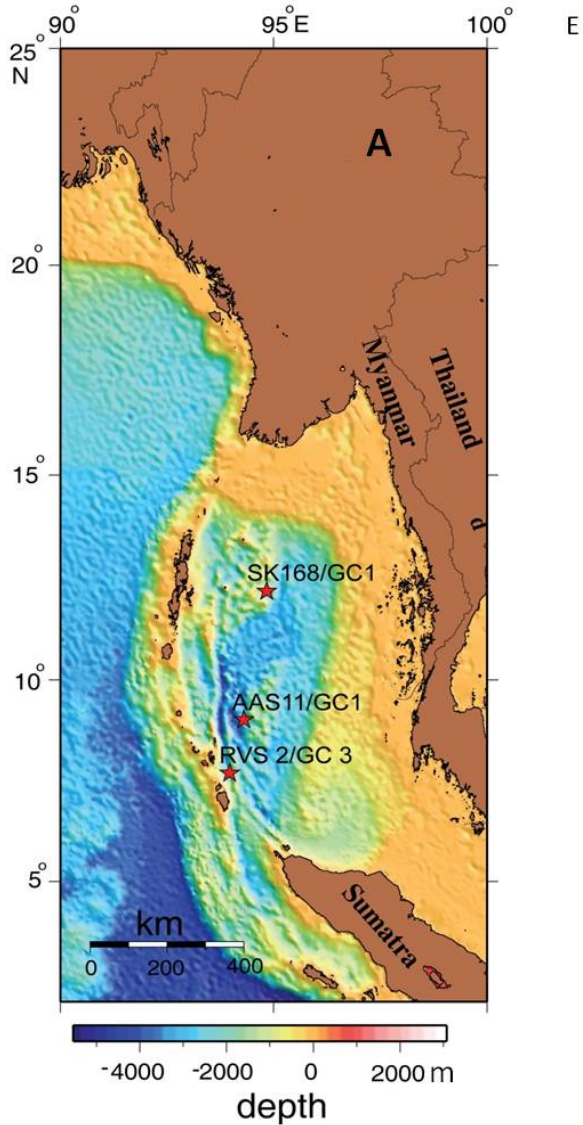 90° 95°E 100° E
25°
N
A
20°
Myanmar
Thailand
15°
d
SK168/GC1
10°
AAS11/GC1
RVS 2/GC 3
5°
Sumatra
km
0 200 400
-4000 -2000 0 2000 m
depth